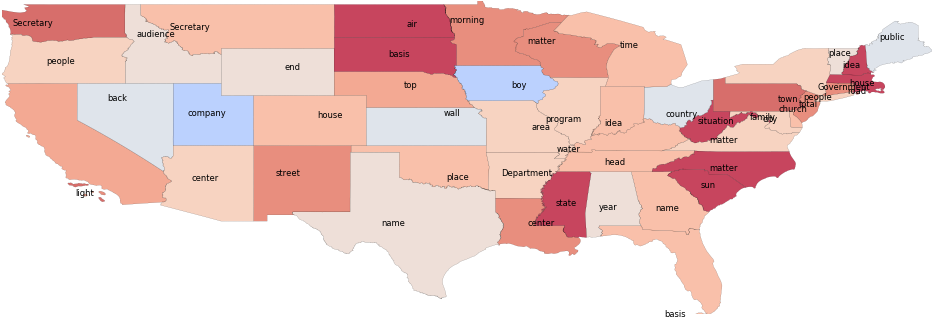 Secretary
audience
Secretary
air
morning
people
end
basis
matter
time
public
place
idea
back
company
top
boy
house
Government
road
house
wall
program
area
idea
country
situation
town
people
total
church
family
city
matter
water
center
street
place
Department
head
matter
sun
light
name
center
state
year
name
basis